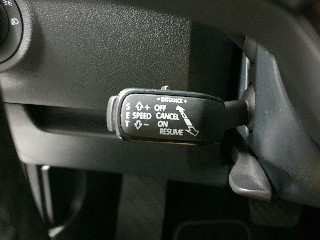 - DISTANCE +
S + OFF
E SPEED CANCEL
T - ON
RESUME